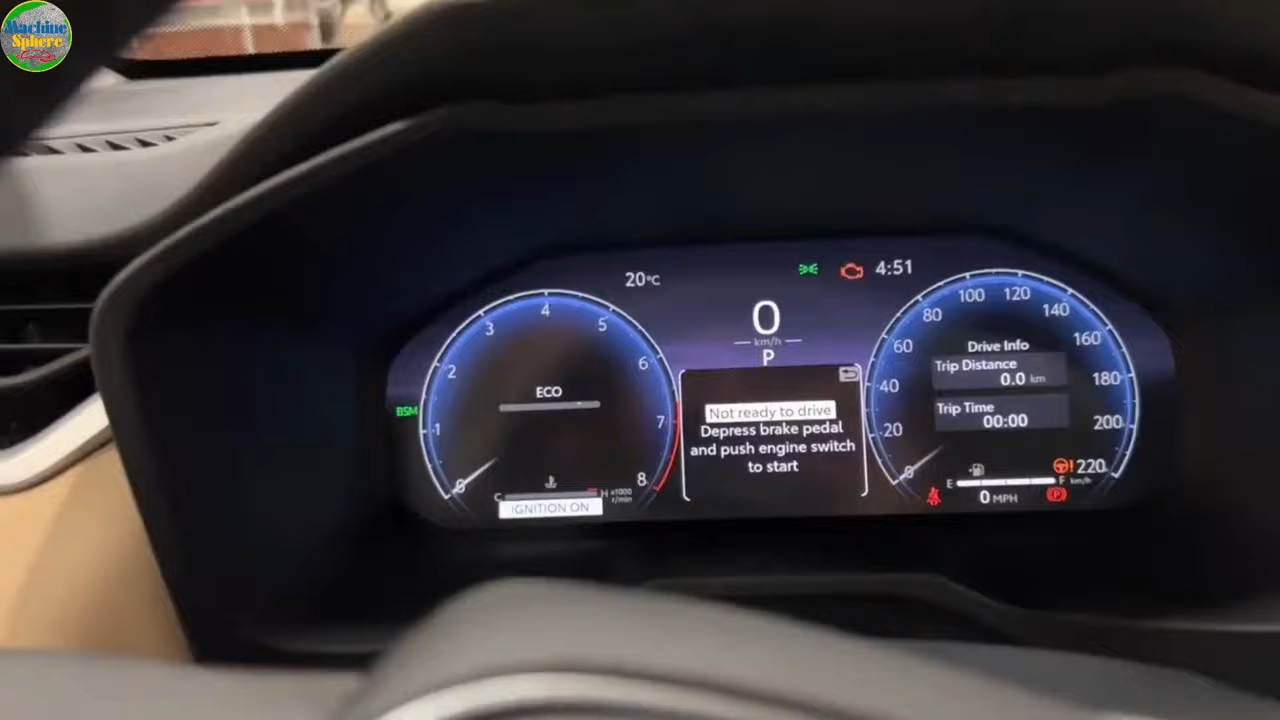 Machine
Sphere
20°C
4:51
0
km/h
P
1
2
3
4
5
6
7
8
0
ECO
C
H
x1000
r/min
IGNITION ON
BSM
Not ready to drive
Depress brake pedal
and push engine switch
to start
0
20
40
60
80
100
120
140
160
180
200
220
km/h
Drive Info
Trip Distance
0.0 km
Trip Time
00:00
E
F
0 MPH
P